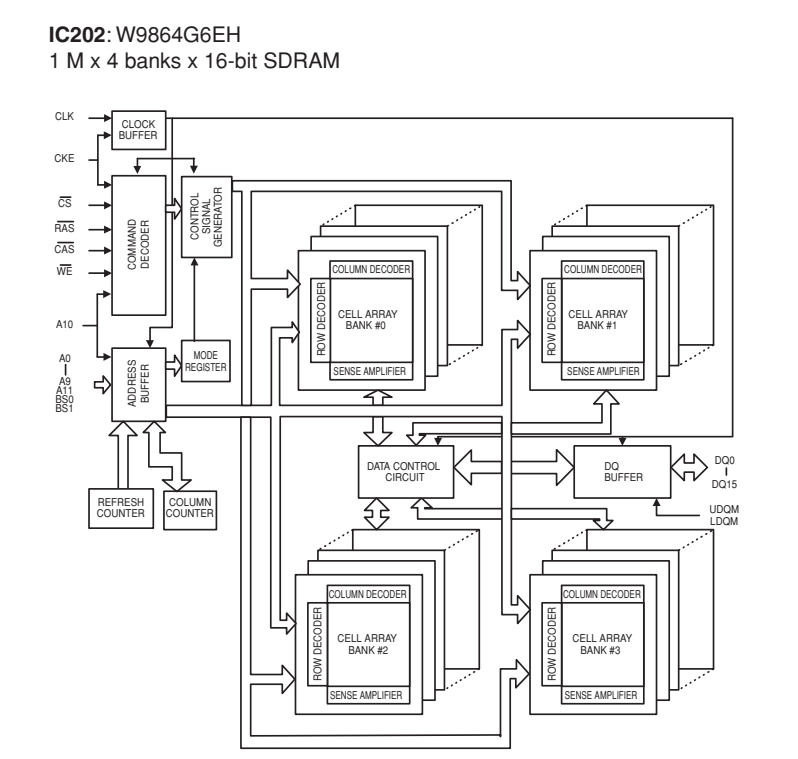 IC202: W9864G6EH
1 M x 4 banks x 16-bit SDRAM
CLK
CLOCK
BUFFER
CKE
CS
RAS
CAS
WE
COMMAND
DECODER
CONTROL
SIGNAL
GENERATOR
A10
A0
A9
A11
BS0
BS1
ADDRESS
BUFFER
MODE
REGISTER
REFRESH
COUNTER
COLUMN
COUNTER
COLUMN DECODER
ROW DECODER
CELL ARRAY
BANK #0
SENSE AMPLIFIER
COLUMN DECODER
ROW DECODER
CELL ARRAY
BANK #1
SENSE AMPLIFIER
DATA CONTROL
CIRCUIT
DQ
BUFFER
DQ0
DQ15
UDQM
LDQM
COLUMN DECODER
ROW DECODER
CELL ARRAY
BANK #2
SENSE AMPLIFIER
COLUMN DECODER
ROW DECODER
CELL ARRAY
BANK #3
SENSE AMPLIFIER